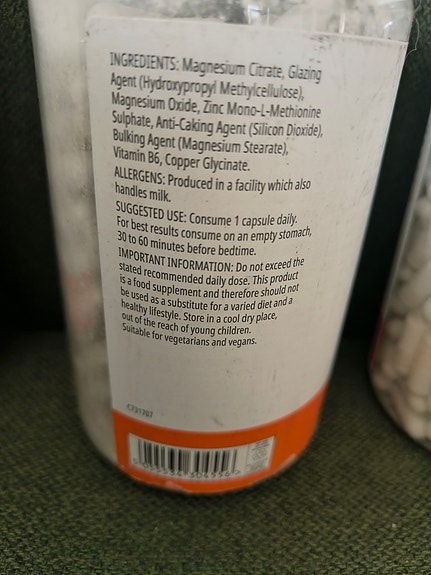 INGREDIENTS: Magnesium Citrate, Glazing
Agent (Hydroxypropyl Methylcellulose),
Magnesium Oxide, Zinc Mono-L-Methionine
Sulphate, Anti-Caking Agent (Silicon Dioxide),
Bulking Agent (Magnesium Stearate),
Vitamin B6, Copper Glycinate.
ALLERGENS: Produced in a facility which also
handles milk.
SUGGESTED USE: Consume 1 capsule daily.
For best results consume on an empty stomach,
30 to 60 minutes before bedtime.
IMPORTANT INFORMATION: Do not exceed the
stated recommended daily dose. This product
is a food supplement and therefore should not
be used as a substitute for a varied diet and a
healthy lifestyle. Store in a cool dry place,
out of the reach of young children.
Suitable for vegetarians and vegans.